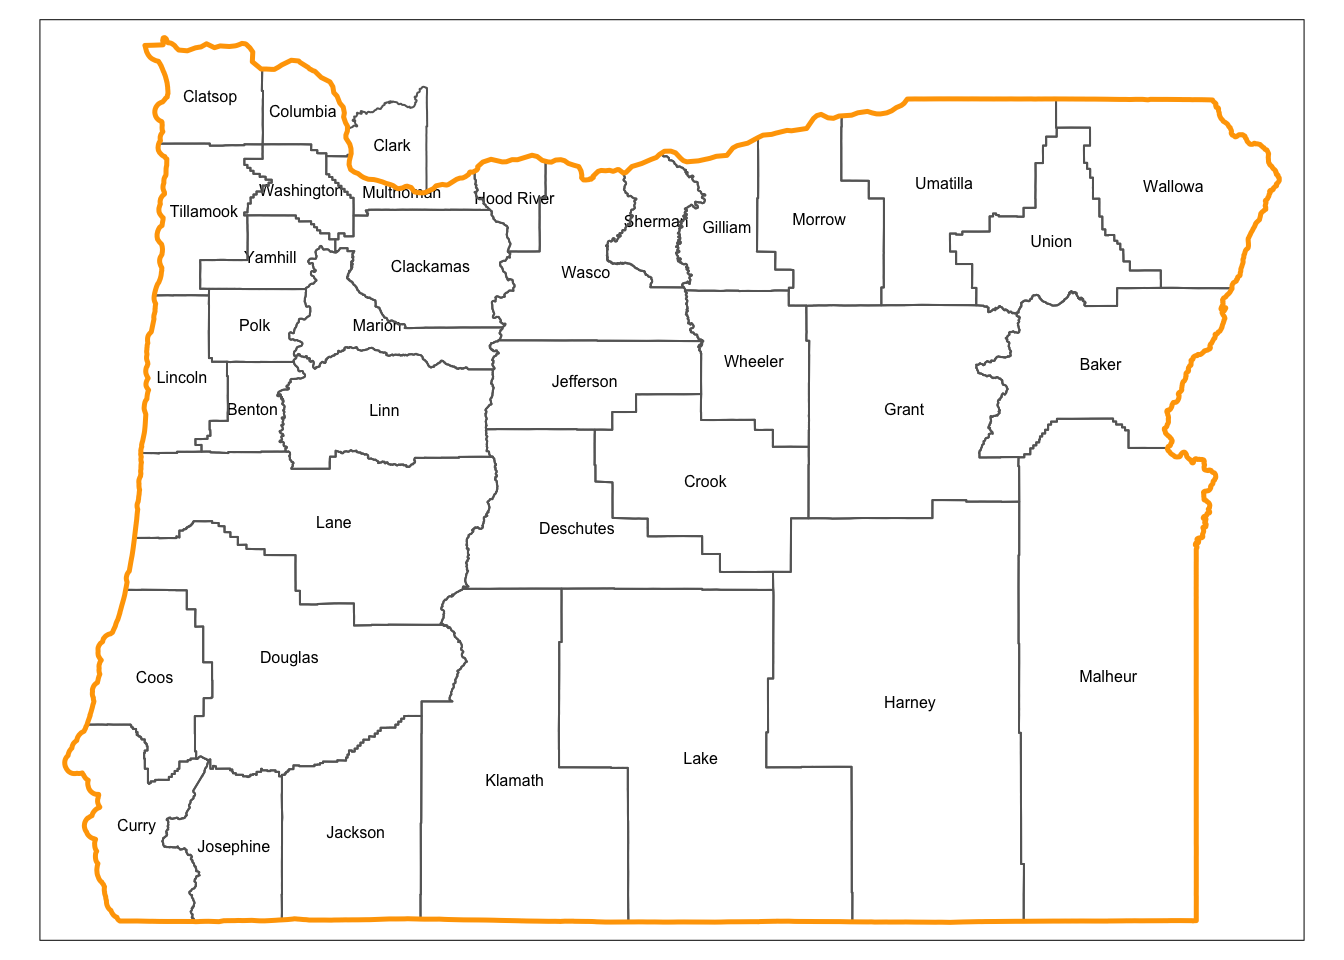 Clatsop
Columbia
Clark
Washington
Multnomah
Hood River
Tillamook
Sherman
Gilliam
Morrow
Umatilla
Wallowa
Union
Yamhill
Clackamas
Wasco
Polk
Marion
Wheeler
Baker
Lincoln
Jefferson
Benton
Linn
Grant
Crook
Lane
Deschutes
Douglas
Coos
Malheur
Harney
Lake
Klamath
Curry
Jackson
Josephine